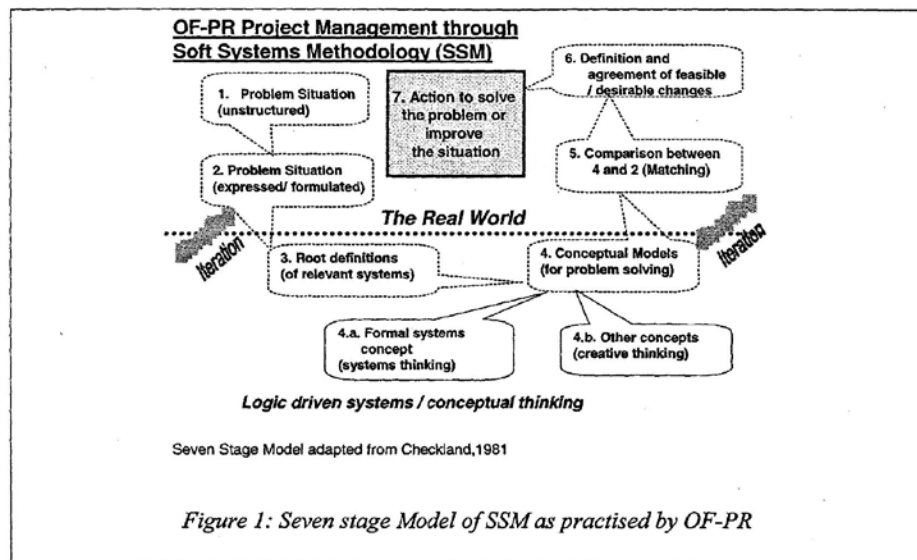 OF-PR Project Management through
Soft Systems Methodology (SSM)
1. Problem Situation
(unstructured)
2. Problem Situation
(expressed/ formulated)
7. Action to solve
the problem or
improve
the situation
6. Definition and
agreement of feasible
/ desirable changes
5. Comparison between
4 and 2 (Matching)
The Real World
Iteration
Iteration
3. Root definitions
(of relevant systems)
4. Conceptual Models
(for problem solving)
4.a. Formal systems
concept
(systems thinking)
4.b. Other concepts
(creative thinking)
Logic driven systems / conceptual thinking
Seven Stage Model adapted from Checkland,1981
Figure 1: Seven stage Model of SSM as practised by OF-PR